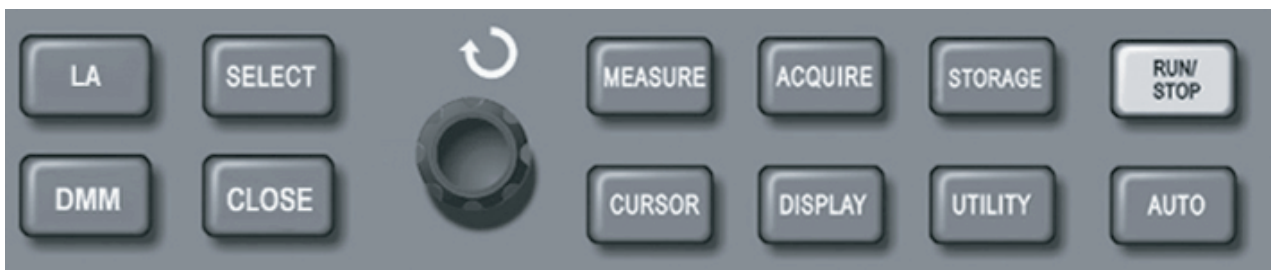 LA
SELECT
MEASURE
ACQUIRE
STORAGE
RUN/
STOP
DMM
CLOSE
CURSOR
DISPLAY
UTILITY
AUTO